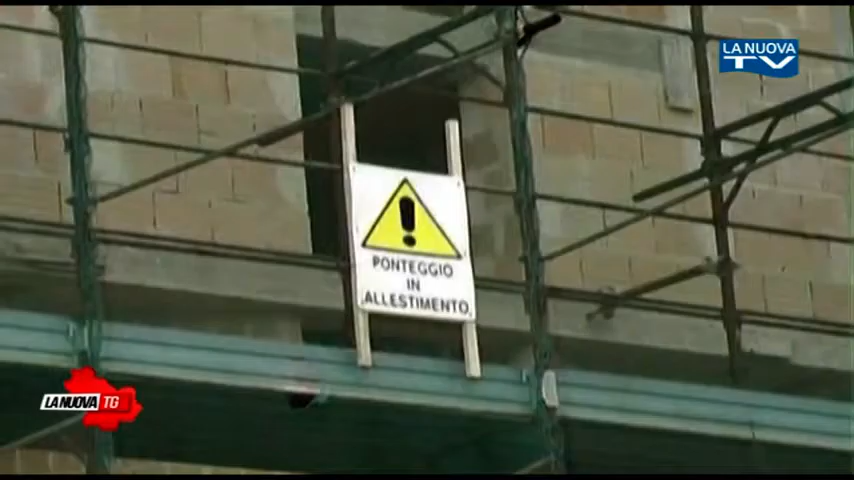 LA NUOVA
TV
PONTEGGIO
IN
ALLESTIMENTO
LA NUOVA TG